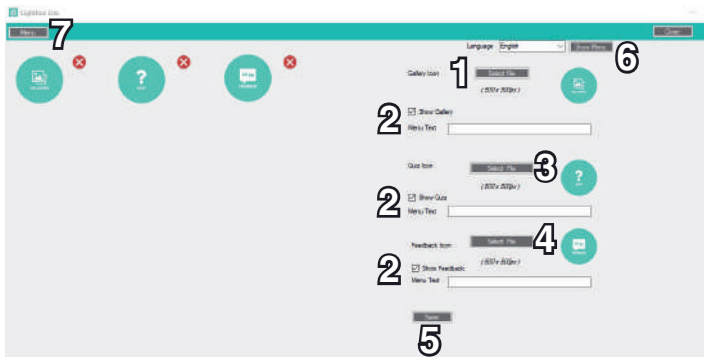 Lightbox One
Menu
7
Close
Language
English
Show Menu
6
Gallery Icon
1
Select File
(500 x 500px)
2
Show Gallery
Menu Text
Quiz Icon
Select File
3
(500 x 500px)
2
Show Quiz
Menu Text
Feedback Icon
Select File
4
(500 x 500px)
2
Show Feedback
Menu Text
Save
5